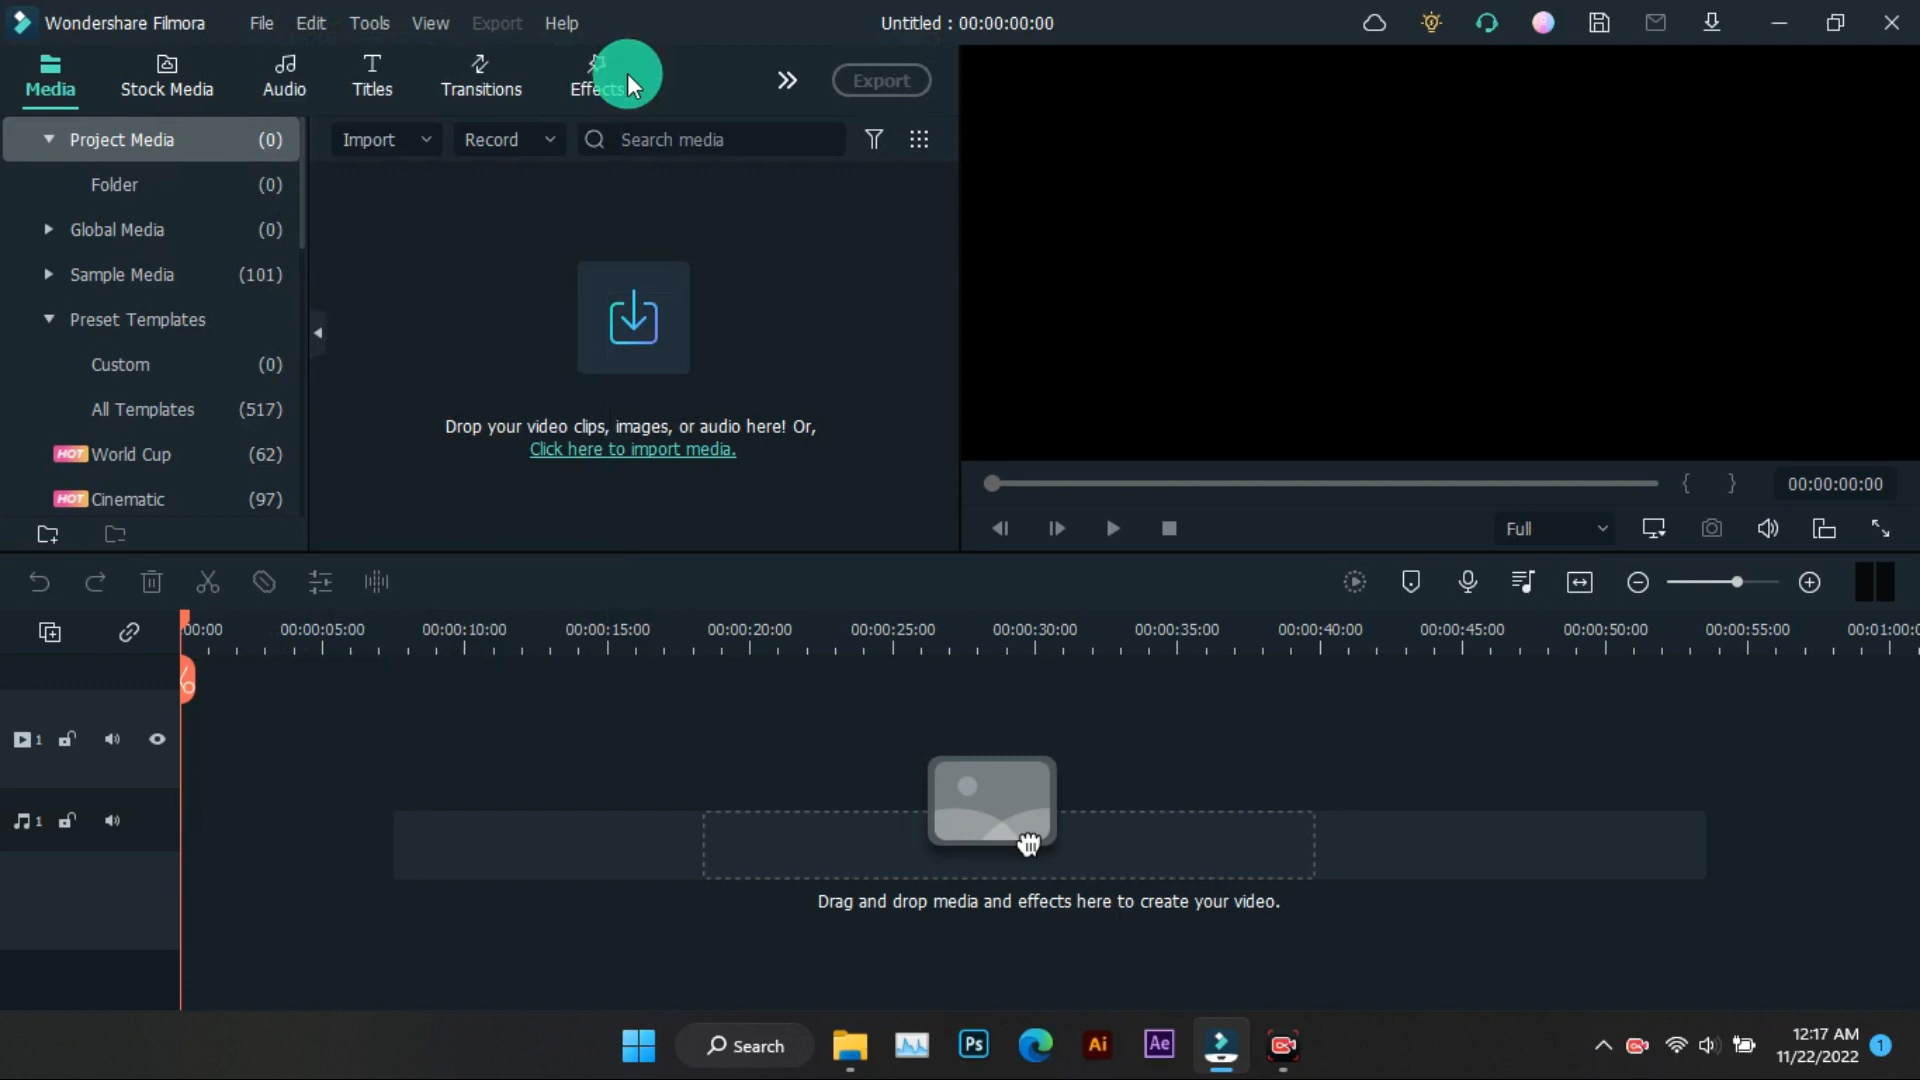 Wondershare Filmora File Edit Tools View Export Help Untitled : 00:00:00:00
Media Stock Media Audio Titles Transitions Effects Export
Project Media (0)
Import Record Search media
Folder (0)
Global Media (0)
Sample Media (101)
Preset Templates
Custom (0)
All Templates (517)
HOT World Cup (62)
HOT Cinematic (97)
Drop your video clips, images, or audio here! Or,
Click here to import media.
{ } 00:00:00:00
Full
:00:00 00:00:05:00 00:00:10:00 00:00:15:00 00:00:20:00 00:00:25:00 00:00:30:00 00:00:35:00 00:00:40:00 00:00:45:00 00:00:50:00 00:00:55:00 00:01:00:0
1
1
Drag and drop media and effects here to create your video.
Search Ps Ai Ae 12:17 AM
11/22/2022 1